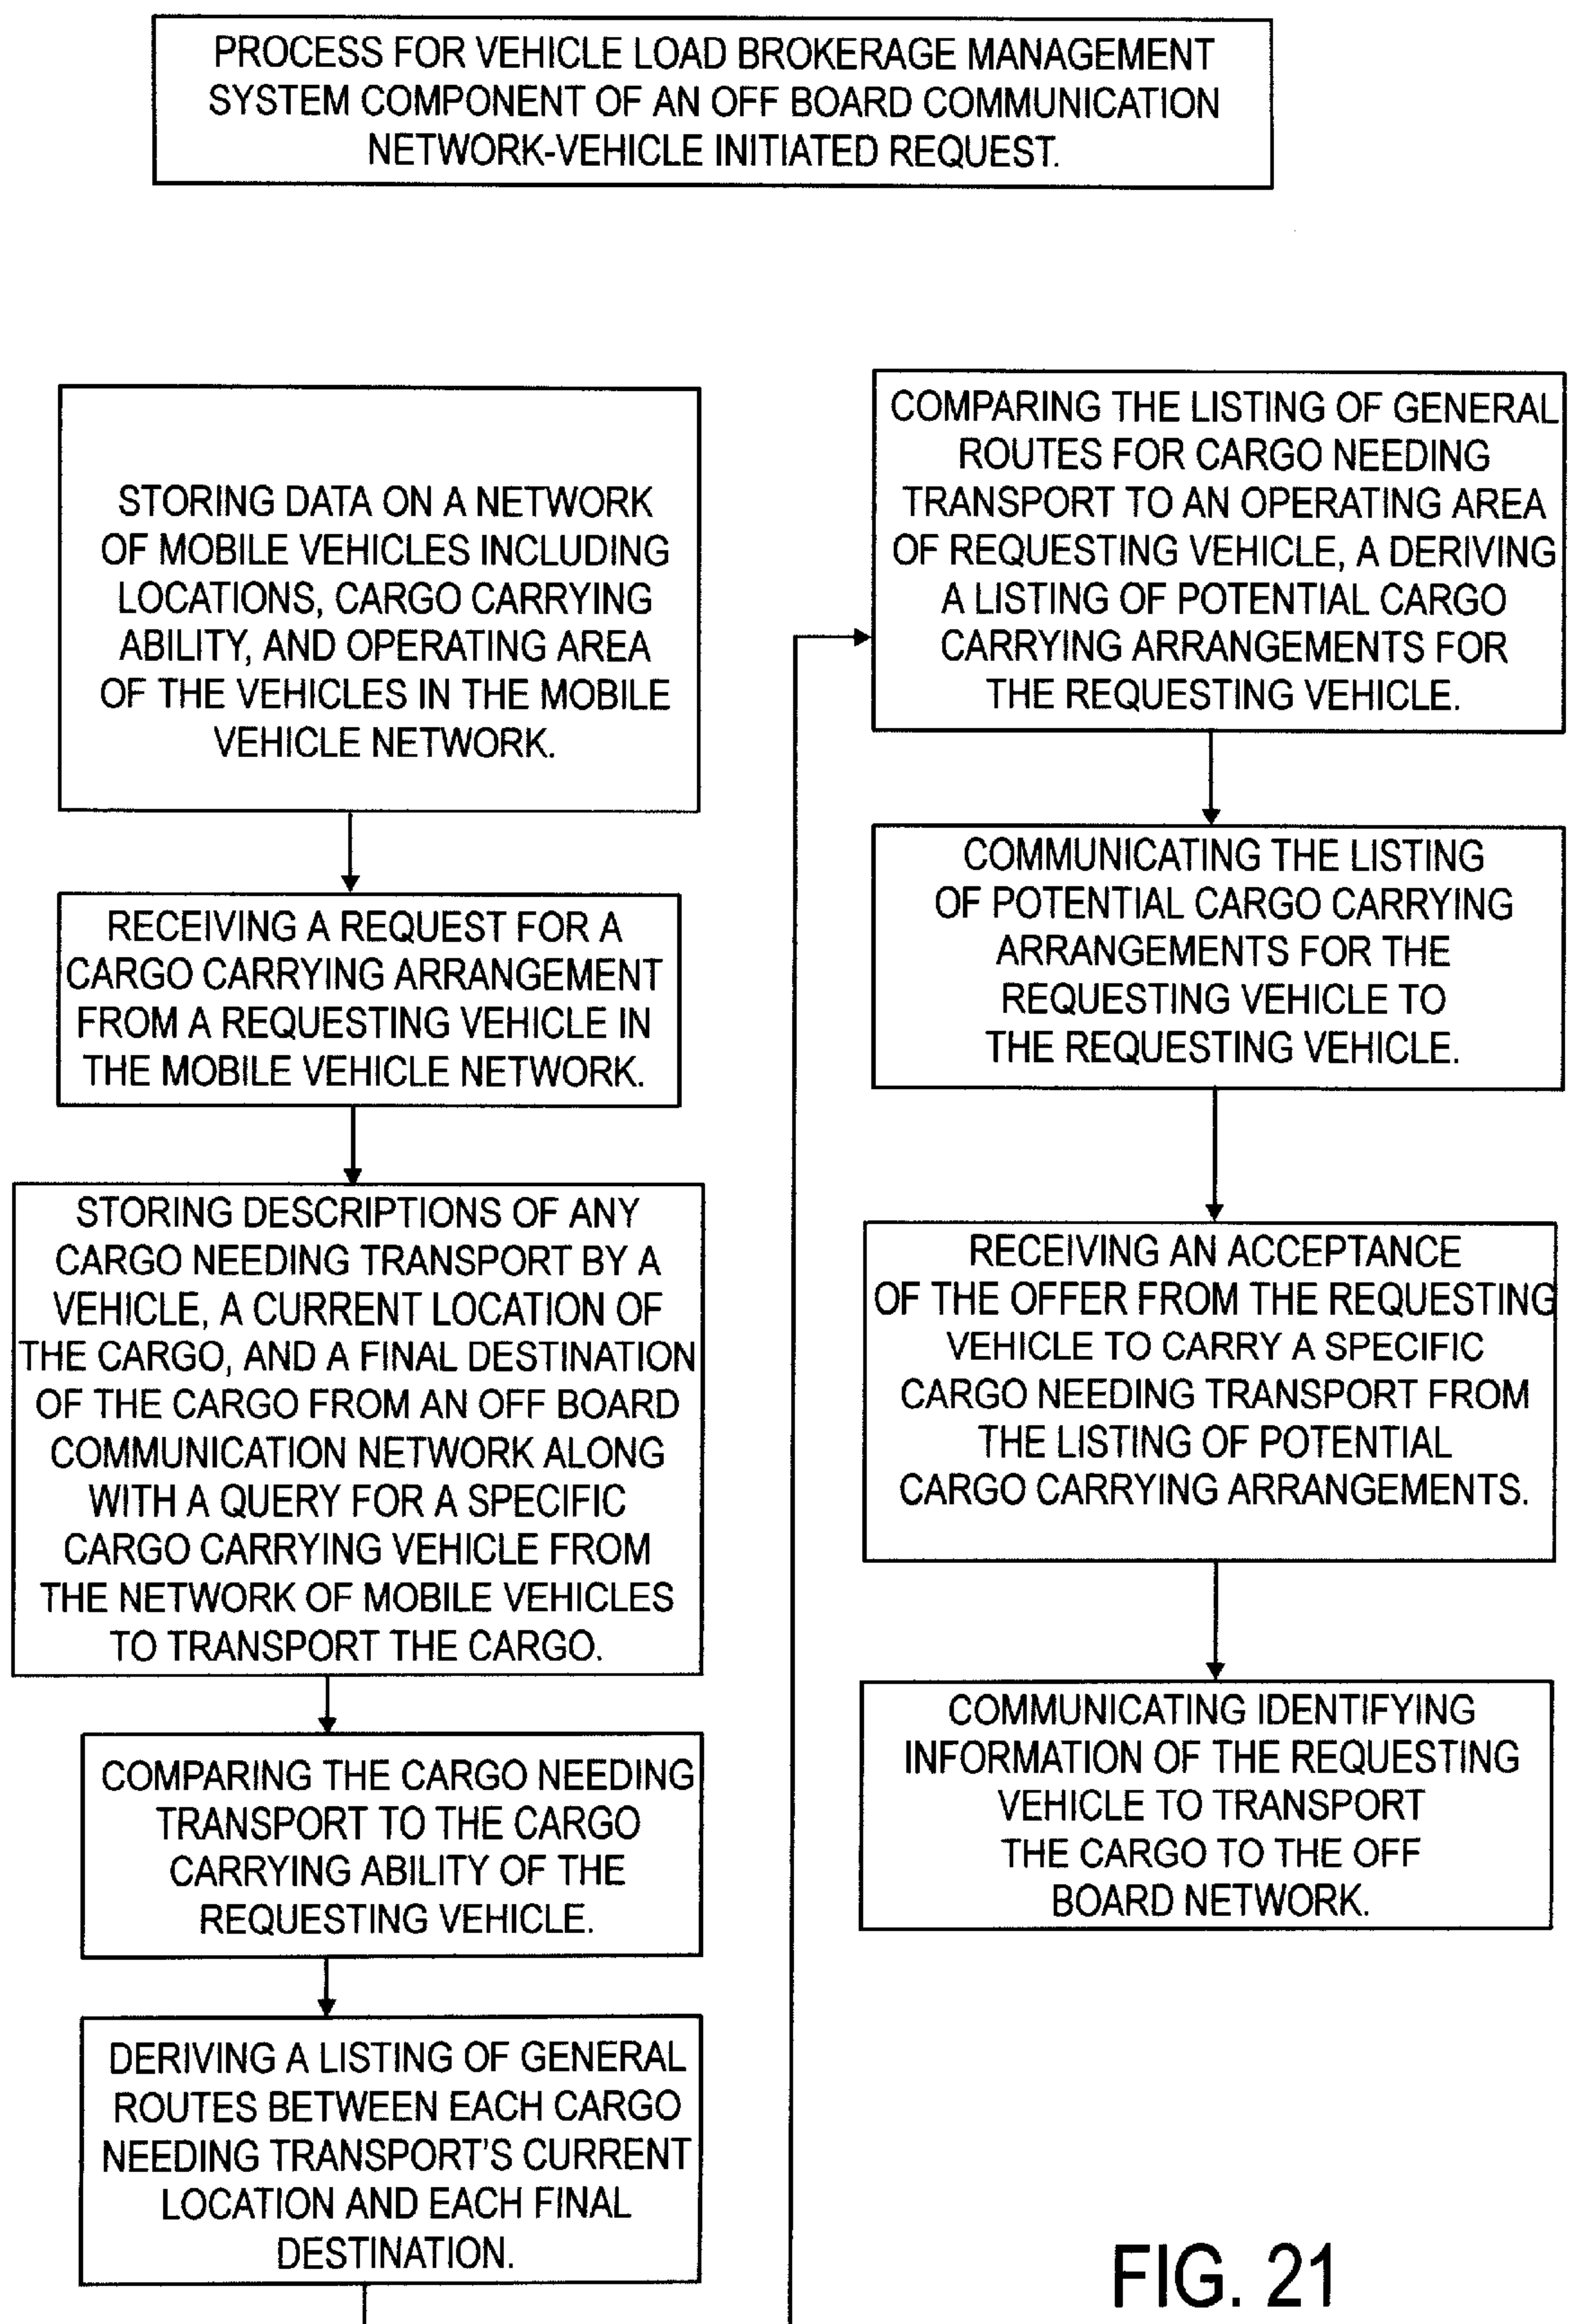 PROCESS FOR VEHICLE LOAD BROKERAGE MANAGEMENT
SYSTEM COMPONENT OF AN OFF BOARD COMMUNICATION
NETWORK-VEHICLE INITIATED REQUEST.
STORING DATA ON A NETWORK
OF MOBILE VEHICLES INCLUDING
LOCATIONS, CARGO CARRYING
ABILITY, AND OPERATING AREA
OF THE VEHICLES IN THE MOBILE
VEHICLE NETWORK.
RECEIVING A REQUEST FOR A
CARGO CARRYING ARRANGEMENT
FROM A REQUESTING VEHICLE IN
THE MOBILE VEHICLE NETWORK.
STORING DESCRIPTIONS OF ANY
CARGO NEEDING TRANSPORT BY A
VEHICLE, A CURRENT LOCATION OF
THE CARGO, AND A FINAL DESTINATION
OF THE CARGO FROM AN OFF BOARD
COMMUNICATION NETWORK ALONG
WITH A QUERY FOR A SPECIFIC
CARGO CARRYING VEHICLE FROM
THE NETWORK OF MOBILE VEHICLES
TO TRANSPORT THE CARGO.
COMPARING THE CARGO NEEDING
TRANSPORT TO THE CARGO
CARRYING ABILITY OF THE
REQUESTING VEHICLE.
DERIVING A LISTING OF GENERAL
ROUTES BETWEEN EACH CARGO
NEEDING TRANSPORT'S CURRENT
LOCATION AND EACH FINAL
DESTINATION.
COMPARING THE LISTING OF GENERAL
ROUTES FOR CARGO NEEDING
TRANSPORT TO AN OPERATING AREA
OF REQUESTING VEHICLE, A DERIVING
A LISTING OF POTENTIAL CARGO
CARRYING ARRANGEMENTS FOR
THE REQUESTING VEHICLE.
COMMUNICATING THE LISTING
OF POTENTIAL CARGO CARRYING
ARRANGEMENTS FOR THE
REQUESTING VEHICLE TO
THE REQUESTING VEHICLE.
RECEIVING AN ACCEPTANCE
OF THE OFFER FROM THE REQUESTING
VEHICLE TO CARRY A SPECIFIC
CARGO NEEDING TRANSPORT FROM
THE LISTING OF POTENTIAL
CARGO CARRYING ARRANGEMENTS.
COMMUNICATING IDENTIFYING
INFORMATION OF THE REQUESTING
VEHICLE TO TRANSPORT
THE CARGO TO THE OFF
BOARD NETWORK.
FIG. 21